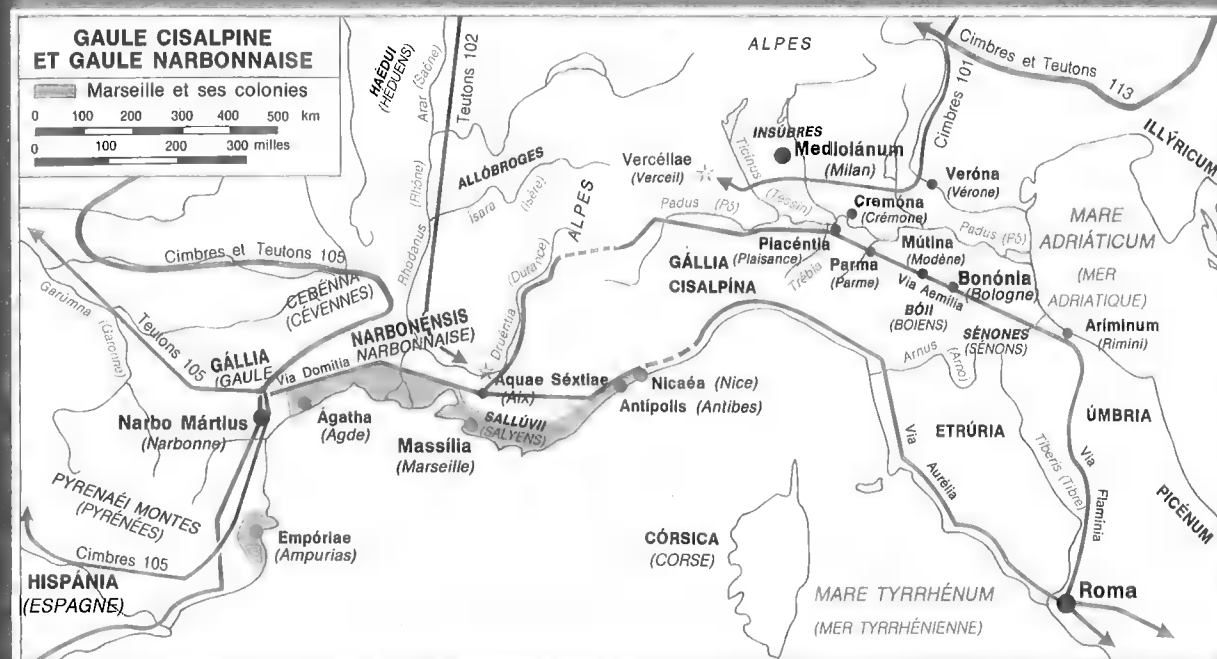 GAULE CISALPINE
ET GAULE NARBONNAISE
Marseille et ses colonies
0 100 200 300 400 500 km
0 100 200 300 milles
HAÉDUI
(HEDUENS)
Arar (Saône)
Teutons 102
ALPES
Cimbres et Teutons 113
Cimbres 101
ILLÝRICUM
INSÚBRES
Mediolánum
(Milan)
Ticinus
(Tessin)
Vercéllae
(Verceil)
Veróna
(Vérone)
ALLÓBROGES
Isara (Isère)
Rhodanus (Rhône)
ALPES
Druéntia (Durance)
Padus (Pô)
Cremóna
(Crémone)
Padus (Pô)
MARE
ADRIÁTICUM
(MER
ADRIATIQUE)
Placéntia
(Plaisance)
Trébia
Parma
(Parme)
Mútina
(Modène)
Bonónia
(Bologne)
Via Aemilia
BÓII
(BOIENS)
SÉNONES
(SÉNONS)
Aríminum
(Rimini)
GÁLLIA
CISALPÍNA
Cimbres et Teutons 105
CEBÉNNA
(CÉVENNES)
Garúmna
(Garonne)
Teutons 105
GÁLLIA
(GAULE
NARBONÉNSIS
NARBONNAISE)
Via Domitia
Narbo Mártius
(Narbonne)
Ágatha
(Agde)
Aquae Séxtiae
(Aix)
SALLÚVII
(SALYENS)
Massília
(Marseille)
Nicaéa (Nice)
Antípolis (Antibes)
Arnus (Arno)
ETRÚRIA
ÚMBRIA
Tiberis (Tibre)
Via Aurélia
Via Flaminia
PICÉNUM
PYRENAÉI MONTES
(PYRÉNÉES)
Cimbres 105
Empóriae
(Ampurias)
HISPÁNIA
(ESPAGNE)
CÓRSICA
(CORSE)
MARE TYRRHÉNUM
(MER TYRRHÉNIENNE)
Roma